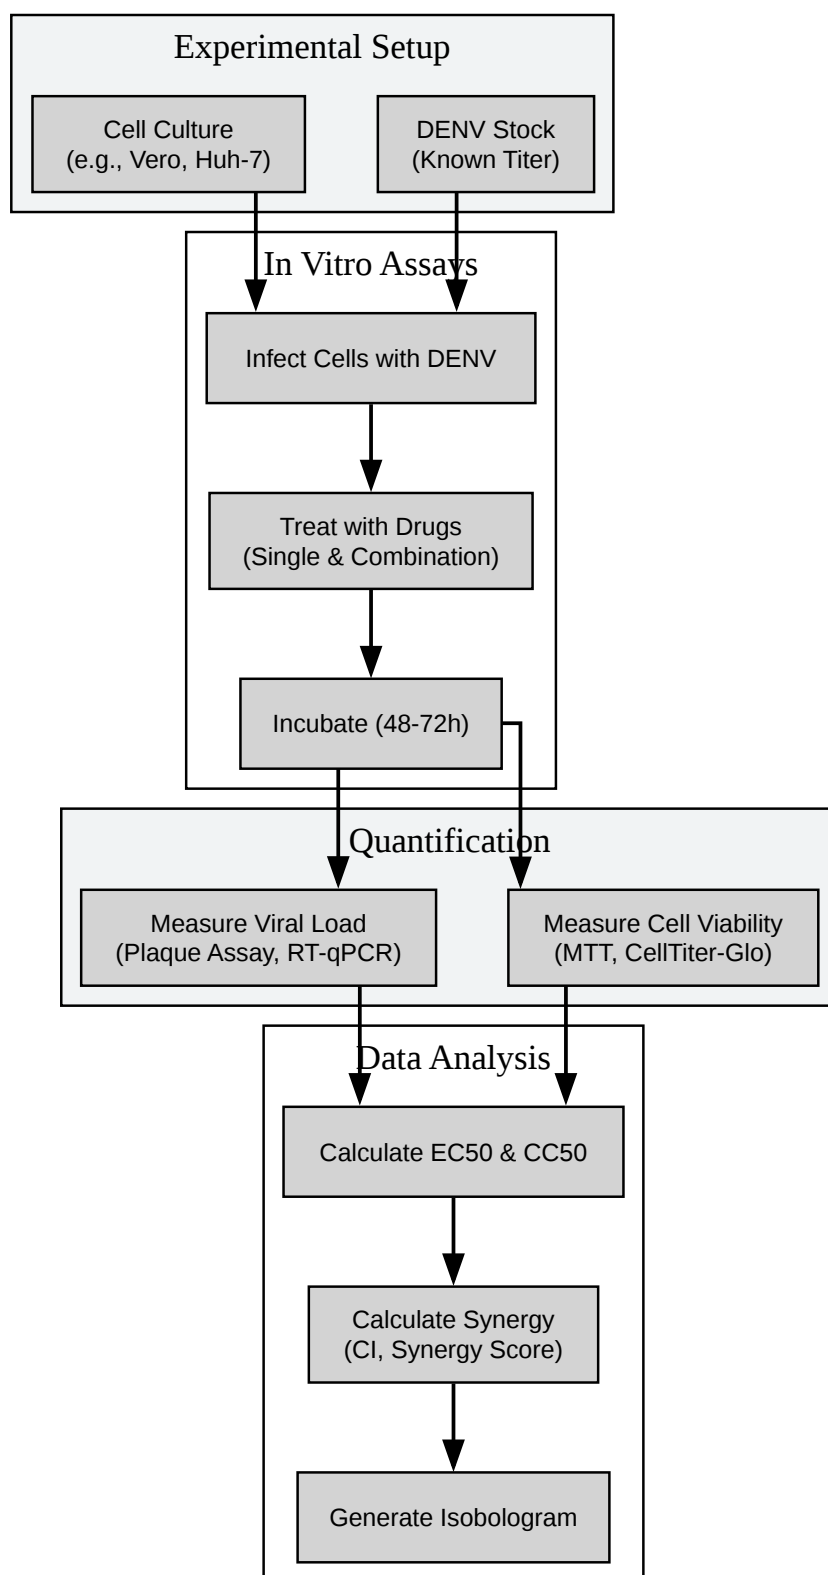 Experimental Setup
Cell Culture
(e.g., Vero, Huh-7)
DENV Stock
(Known Titer)
In Vitro Assays
Infect Cells with DENV
Treat with Drugs
(Single & Combination)
Incubate (48-72h)
Quantification
Measure Viral Load
(Plaque Assay, RT-qPCR)
Measure Cell Viability
(MTT, CellTiter-Glo)
Data Analysis
Calculate EC50 & CC50
Calculate Synergy
(CI, Synergy Score)
Generate Isobologram